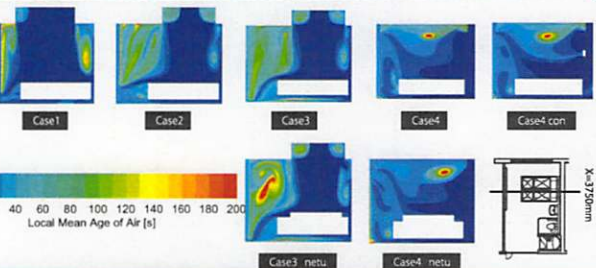 Case1
Case2
Case3
Case4
Case4 con
40 60 80 100 120 140 160 180 200
Local Mean Age of Air [s]
Case3 netu
Case4 netu
X=3750mm